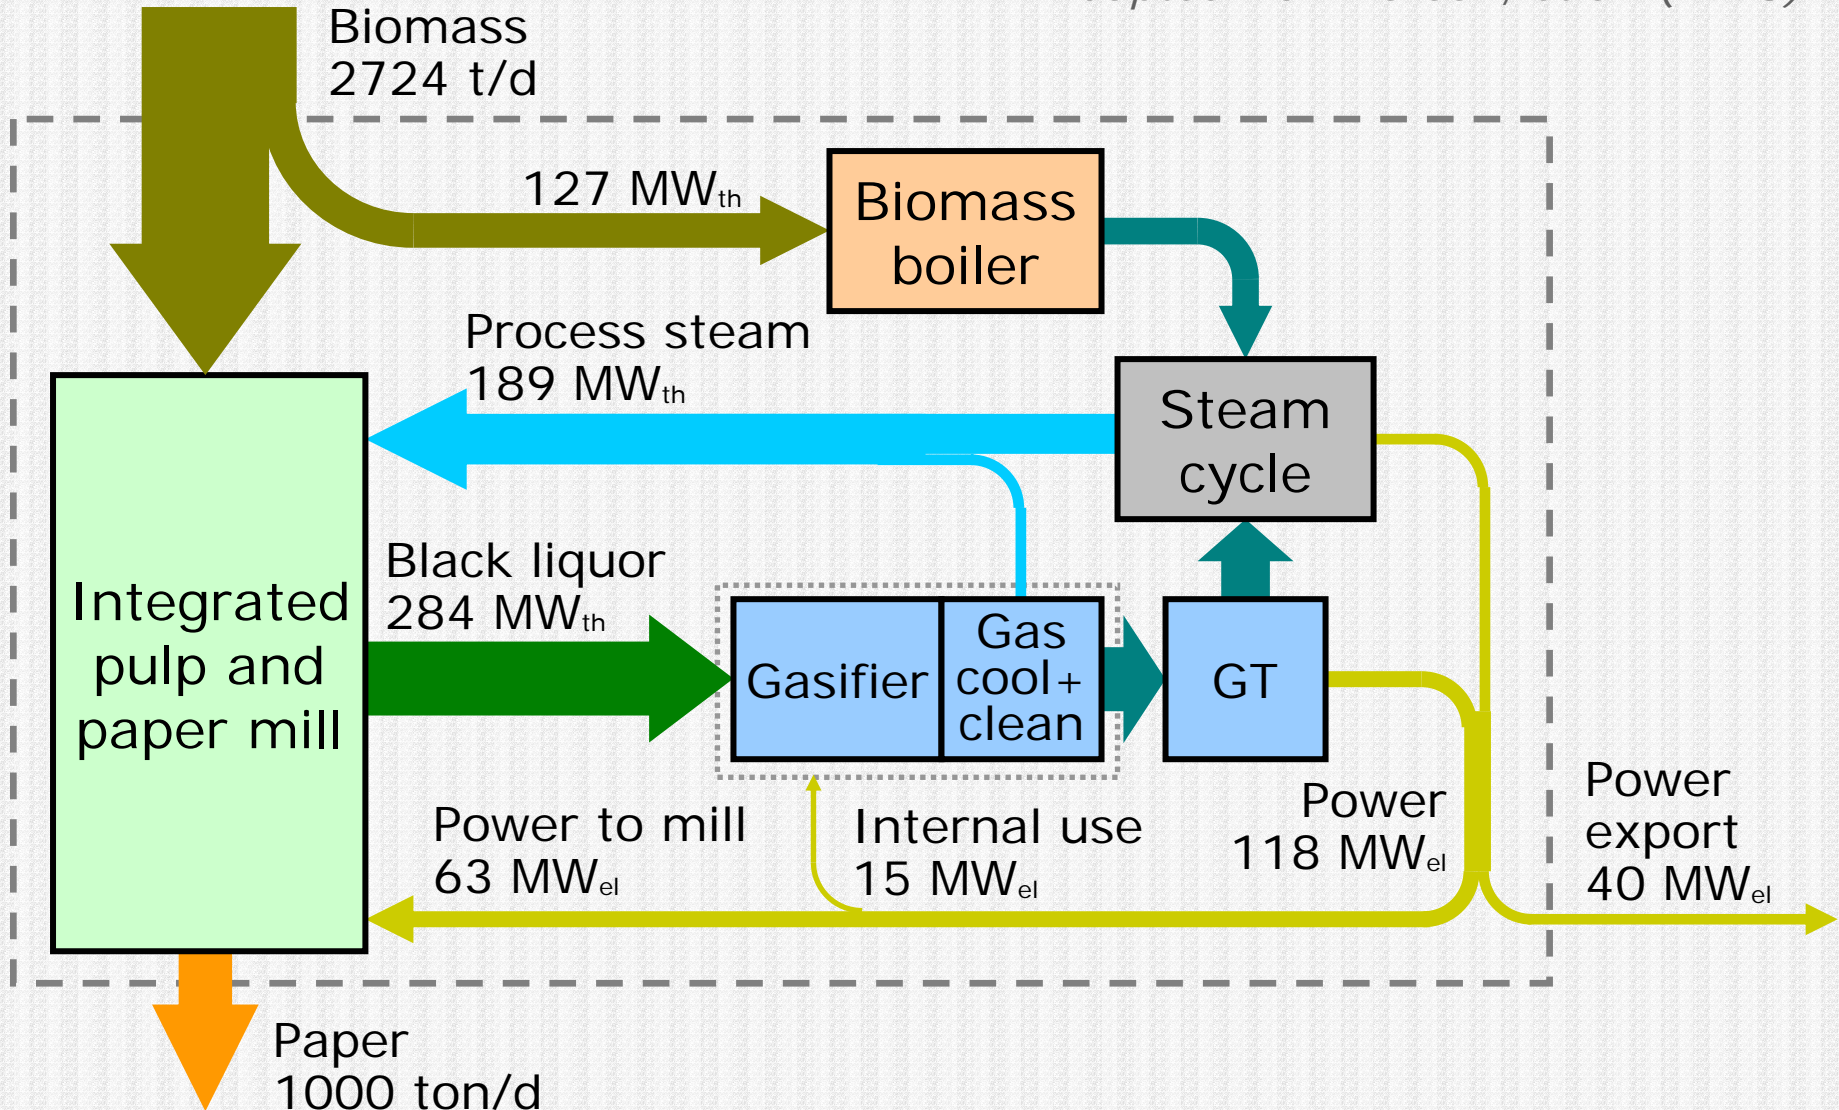 Biomass
2724 t/d
127 MWth
Biomass
boiler
Process steam
189 MWth
Steam
cycle
Black liquor
284 MWth
Integrated
pulp and
paper mill
Gasifier
Gas
cool+
clean
GT
Power to mill
63 MWel
Internal use
15 MWel
Power
118 MWel
Power
export
40 MWel
Paper
1000 ton/d